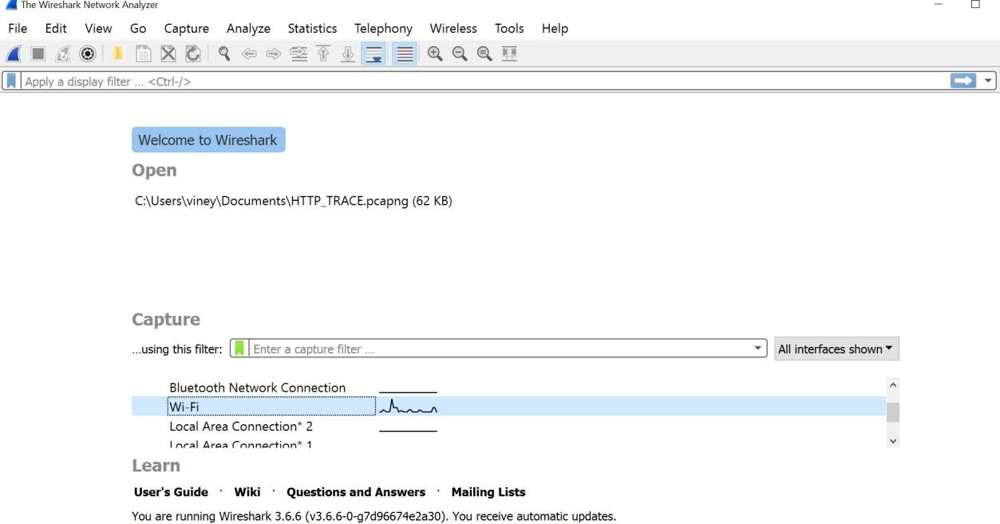 The Wireshark Network Analyzer
File Edit View Go Capture Analyze Statistics Telephony Wireless Tools Help
Apply a display filter … <Ctrl-/>
Welcome to Wireshark
Open
C:\Users\viney\Documents\HTTP_TRACE.pcapng (62 KB)
Capture
…using this filter: Enter a capture filter … All interfaces shown
Bluetooth Network Connection
Wi-Fi
Local Area Connection* 2
Local Area Connection* 1
Learn
User's Guide · Wiki · Questions and Answers · Mailing Lists
You are running Wireshark 3.6.6 (v3.6.6-0-g7d96674e2a30). You receive automatic updates.